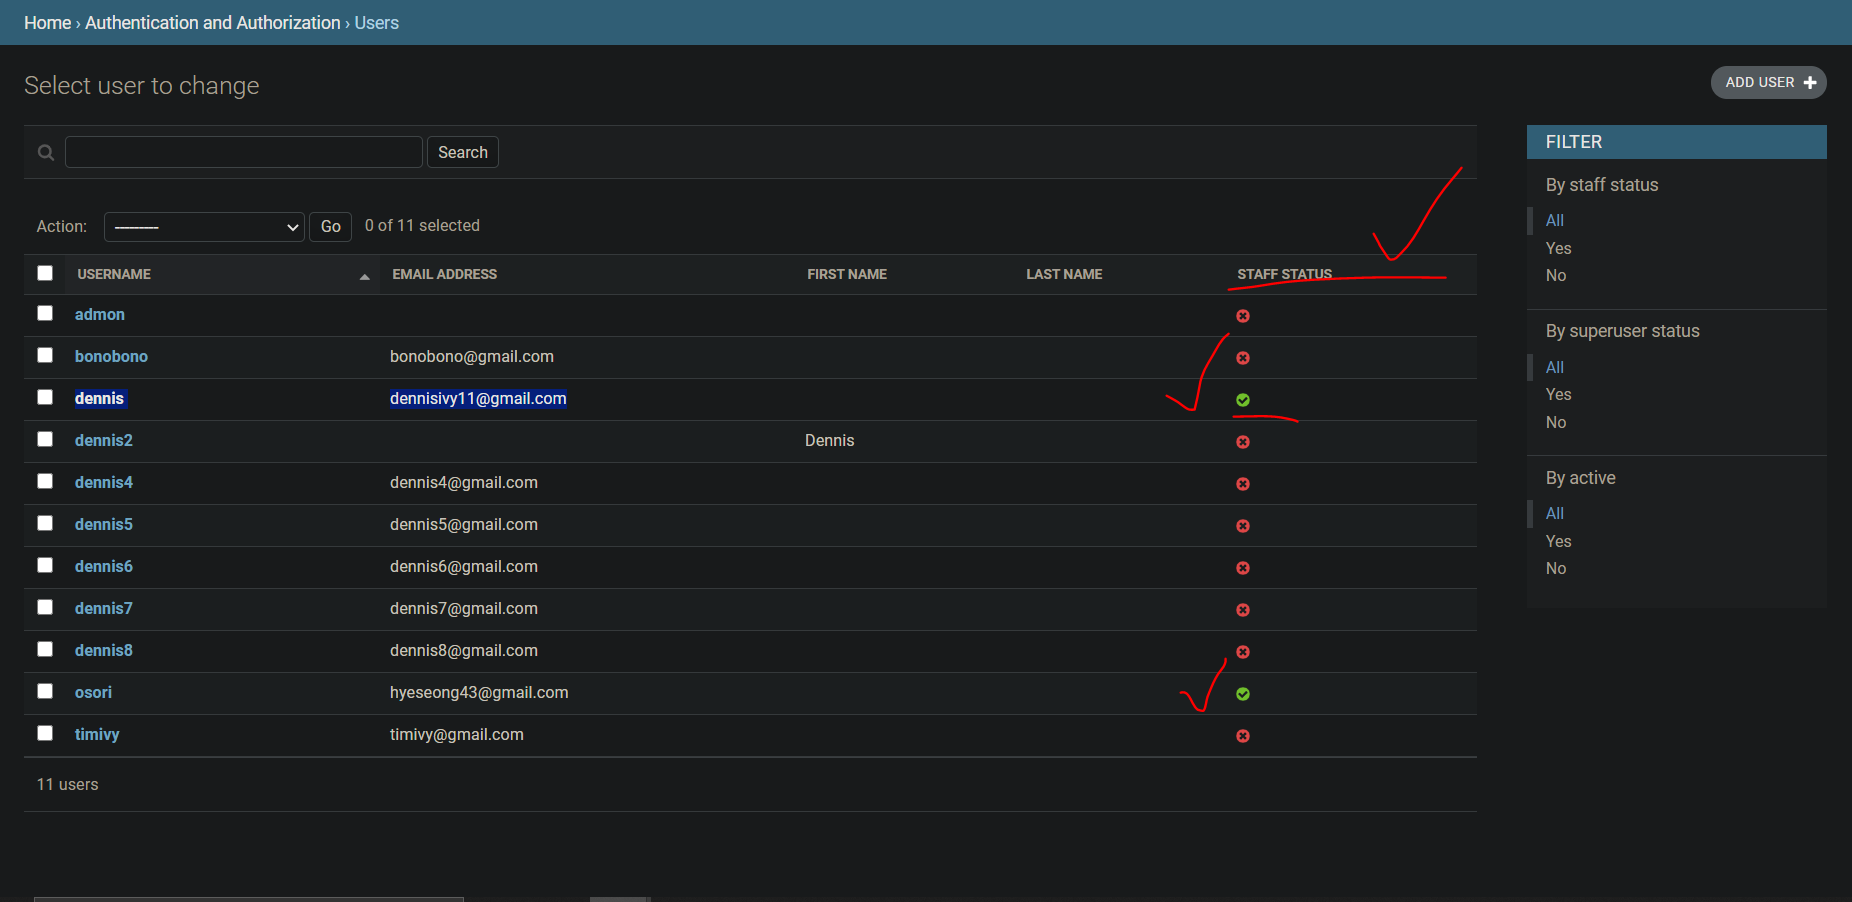 Home › Authentication and Authorization › Users
Select user to change
ADD USER
Search
Action: --------- Go 0 of 11 selected
USERNAME EMAIL ADDRESS FIRST NAME LAST NAME STAFF STATUS
admon
bonobono bonobono@gmail.com
dennis dennisivy11@gmail.com
dennis2 Dennis
dennis4 dennis4@gmail.com
dennis5 dennis5@gmail.com
dennis6 dennis6@gmail.com
dennis7 dennis7@gmail.com
dennis8 dennis8@gmail.com
osori hyeseong43@gmail.com
timivy timivy@gmail.com
11 users
FILTER
By staff status
All
Yes
No
By superuser status
All
Yes
No
By active
All
Yes
No